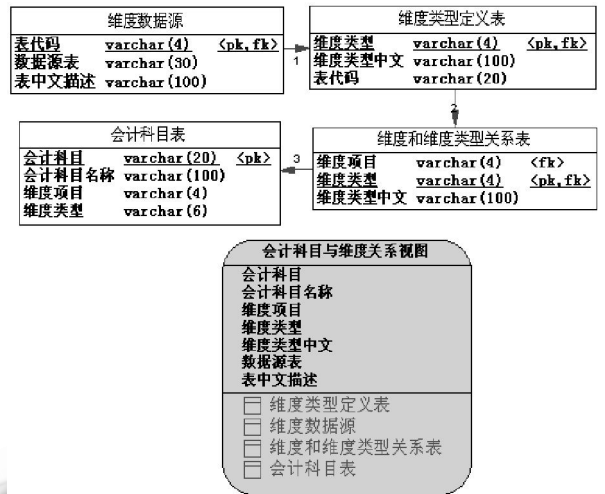 维度数据源
表代码 varchar(4) <pk,fk>
数据源表 varchar(30)
表中文描述 varchar(100)
1
维度类型定义表
维度类型 varchar(4) <pk,fk>
维度类型中文 varchar(100)
表代码 varchar(20)
2
会计科目表
会计科目 varchar(20) <pk>
会计科目名称 varchar(100)
维度项目 varchar(4)
维度类型 varchar(6)
3
维度和维度类型关系表
维度项目 varchar(4) <fk>
维度类型 varchar(4) <pk,fk>
维度类型中文 varchar(100)
会计科目与维度关系视图
会计科目
会计科目名称
维度项目
维度类型
维度类型中文
数据源表
表中文描述
维度类型定义表
维度数据源
维度和维度类型关系表
会计科目表